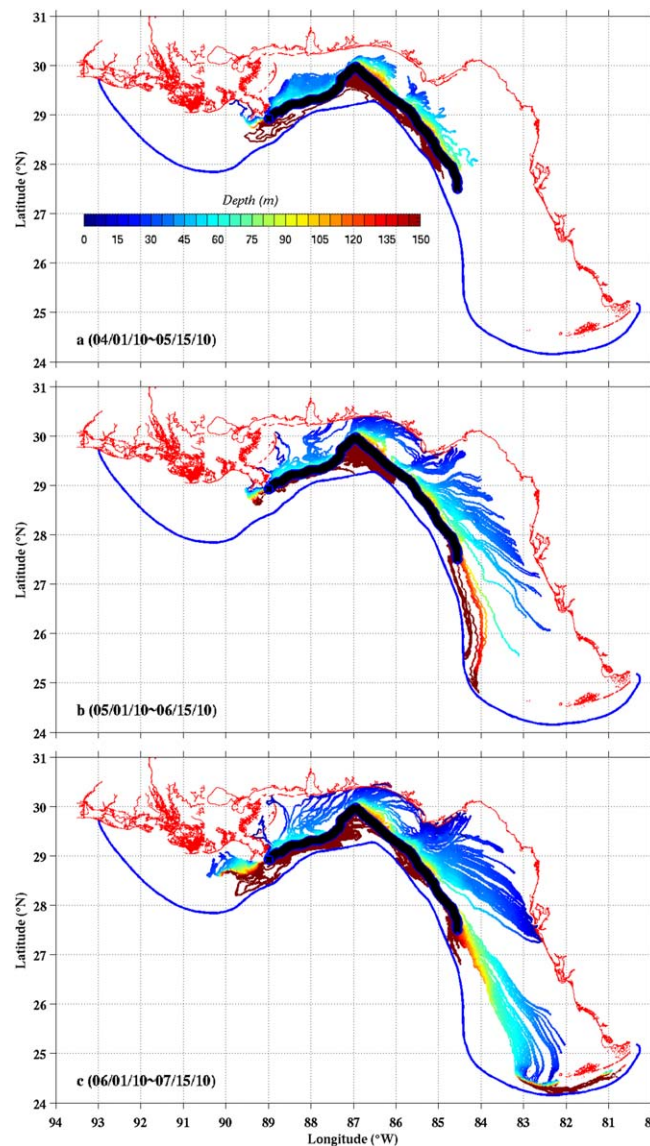 31
30
29
28
27
26
25
24
Latitude (°N)
Depth (m)
0 15 30 45 60 75 90 105 120 135 150
a (04/01/10~05/15/10)
31
30
29
28
27
26
25
24
Latitude (°N)
b (05/01/10~06/15/10)
31
30
29
28
27
26
25
24
Latitude (°N)
c (06/01/10~07/15/10)
94 93 92 91 90 89 88 87 86 85 84 83 82 81 80
Longitude (°W)